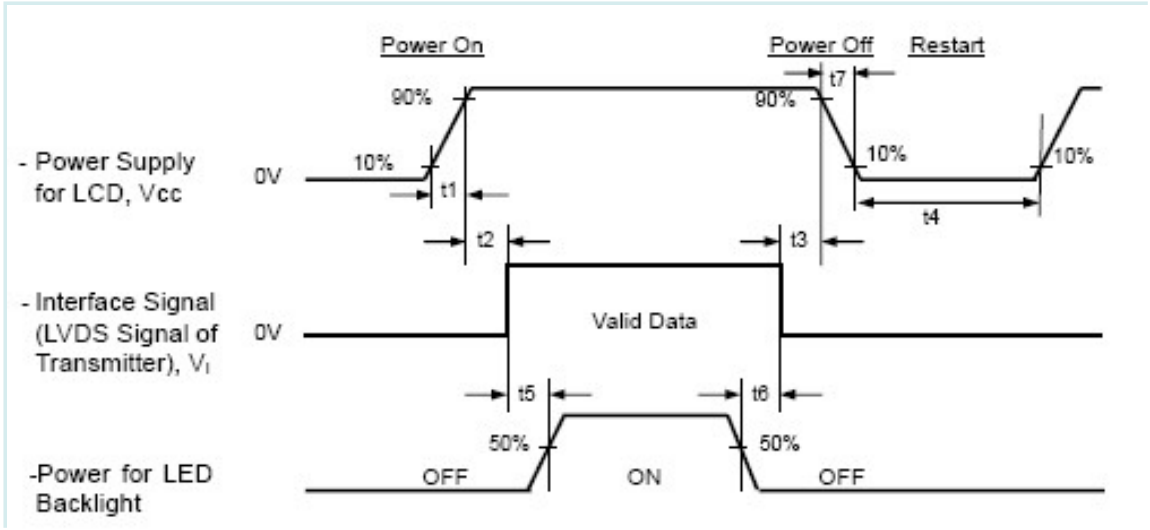 Power On
Power Off
Restart
t7
90%
90%
- Power Supply
for LCD, Vcc
0V
10%
10%
10%
t1
t4
t2
t3
- Interface Signal
(LVDS Signal of
Transmitter), VI
0V
Valid Data
t5
t6
50%
50%
-Power for LED
Backlight
OFF
ON
OFF